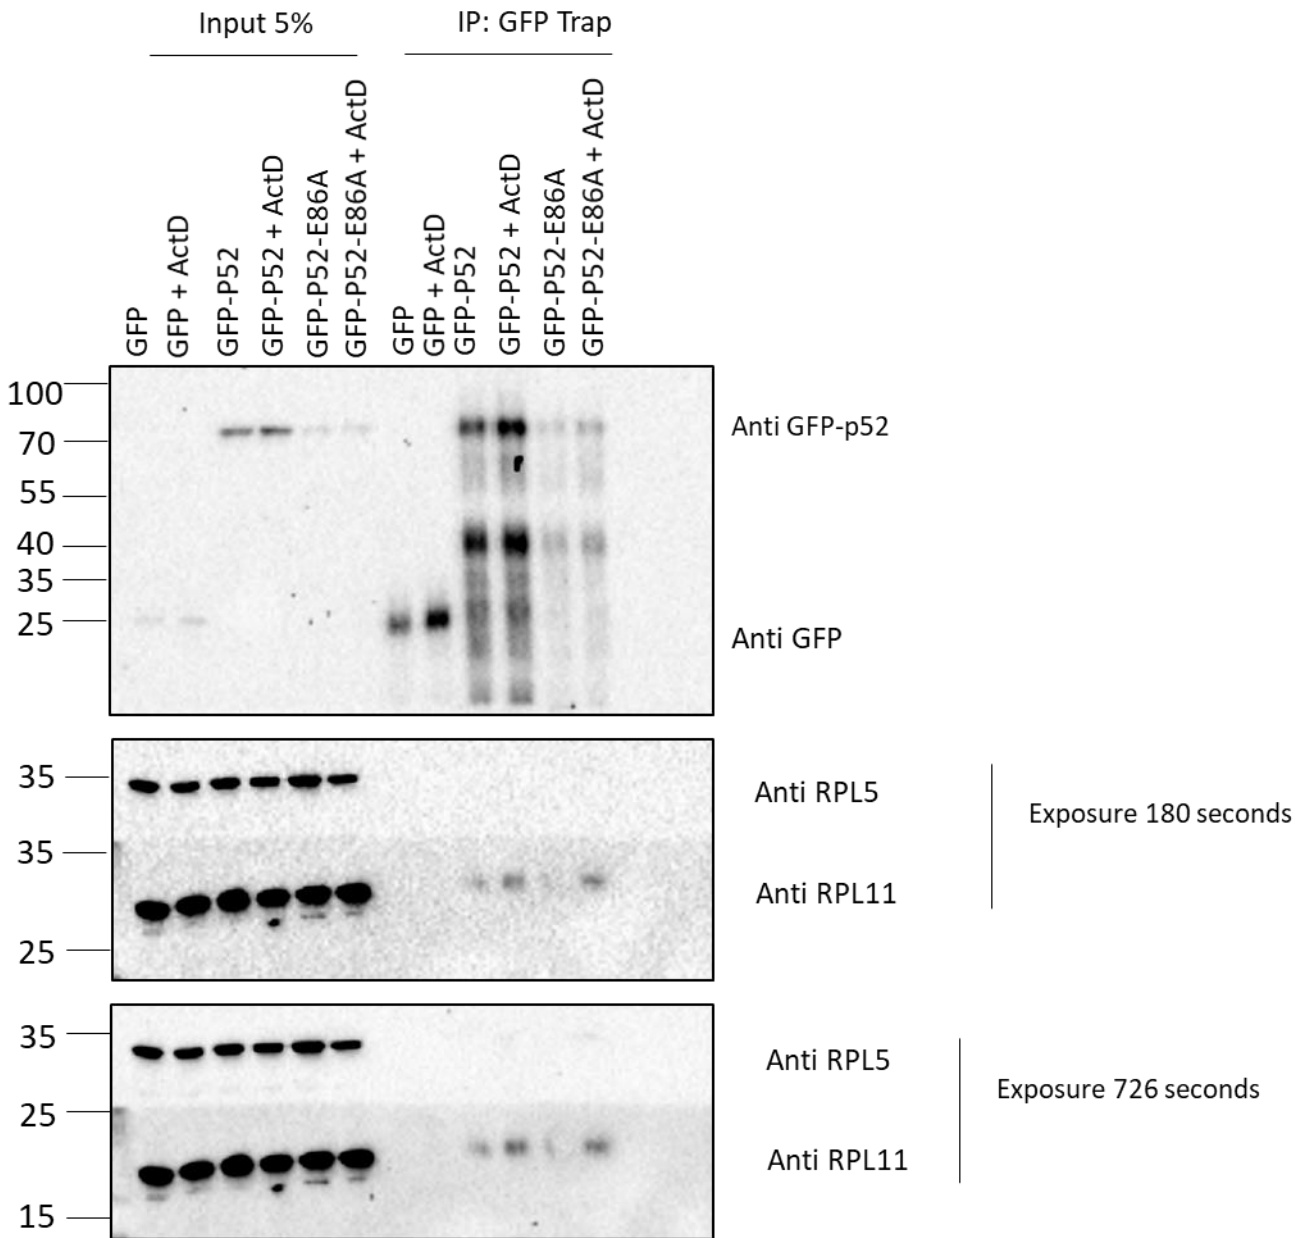 Input 5%
IP: GFP Trap
GFP
GFP + ActD
GFP-P52
GFP-P52 + ActD
GFP-P52-E86A
GFP-P52-E86A + ActD
GFP
GFP + ActD
GFP-P52
GFP-P52 + ActD
GFP-P52-E86A
GFP-P52-E86A + ActD
100
70
55
40
35
25
Anti GFP-p52
Anti GFP
35
35
25
Anti RPL5
Anti RPL11
Exposure 180 seconds
35
25
15
Anti RPL5
Anti RPL11
Exposure 726 seconds